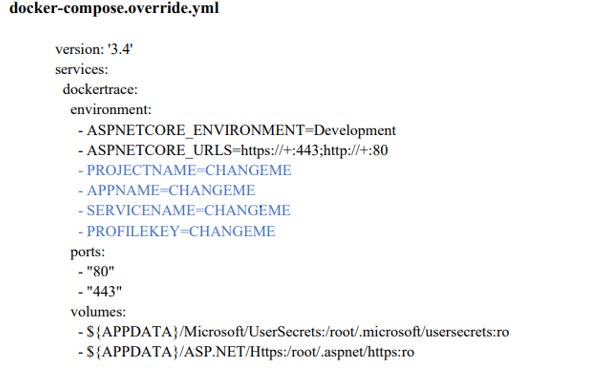 docker-compose.override.yml
version: '3.4'
services:
dockertrace:
environment:
- ASPNETCORE_ENVIRONMENT=Development
- ASPNETCORE_URLS=https://+:443;http://+:80
- PROJECTNAME=CHANGEME
- APPNAME=CHANGEME
- SERVICENAME=CHANGEME
- PROFILEKEY=CHANGEME
ports:
- "80"
- "443"
volumes:
- ${APPDATA}/Microsoft/UserSecrets:/root/.microsoft/usersecrets:ro
- ${APPDATA}/ASP.NET/Https:/root/.aspnet/https:ro